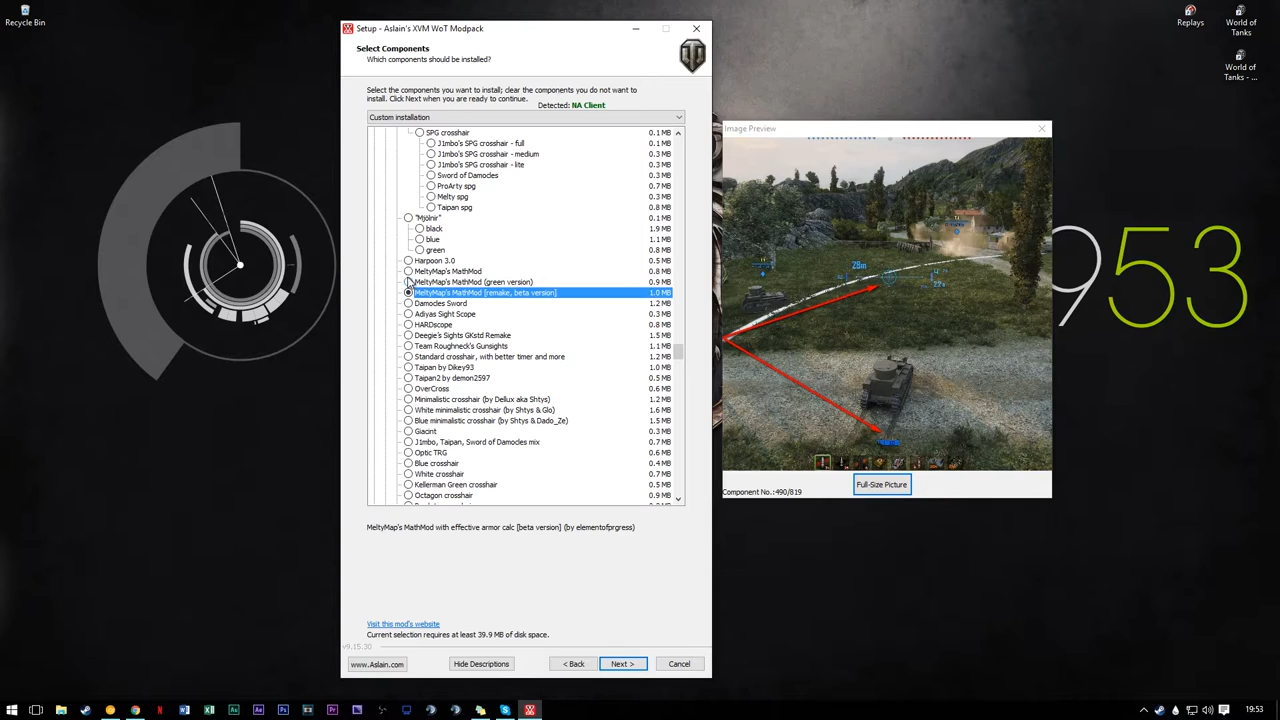 Recycle Bin
Replays
World of
Tanks
World of
Tanks - ...
Setup - Aslain's XVM WoT Modpack
Select Components
Which components should be installed?
Select the components you want to install; clear the components you do not want to
install. Click Next when you are ready to continue.
Detected: NA Client
Custom installation
SPG crosshair 0.1 MB
J1mbo's SPG crosshair - full 0.1 MB
J1mbo's SPG crosshair - medium 0.3 MB
J1mbo's SPG crosshair - lite 0.3 MB
Sword of Damocles 0.5 MB
ProArty spg 0.7 MB
Melty spg 0.3 MB
Taipan spg 0.8 MB
"Mjölnir" 0.1 MB
black 1.9 MB
blue 1.1 MB
green 0.8 MB
Harpoon 3.0 0.5 MB
MeltyMap's MathMod 0.8 MB
MeltyMap's MathMod (green version) 0.9 MB
MeltyMap's MathMod [remake, beta version] 1.0 MB
Damocles Sword 1.2 MB
Adiyas Sight Scope 0.3 MB
HARDscope 0.8 MB
Deegie's Sights GKstd Remake 1.5 MB
Team Roughneck's Gunsights 1.1 MB
Standard crosshair, with better timer and more 1.2 MB
Taipan by Dikey93 1.0 MB
Taipan2 by demon2597 0.5 MB
OverCross 0.6 MB
Minimalistic crosshair (by Dellux aka Shtys) 1.2 MB
White minimalistic crosshair (by Shtys & Glo) 1.6 MB
Blue minimalistic crosshair (by Shtys & Dado_Ze) 1.5 MB
Giacint 0.3 MB
J1mbo, Taipan, Sword of Damocles mix 0.7 MB
Optic TRG 0.6 MB
Blue crosshair 0.4 MB
White crosshair 0.7 MB
Kellerman Green crosshair 0.5 MB
Octagon crosshair 0.9 MB
MeltyMap's MathMod with effective armor calc [beta version] (by elementofprgress)
Visit this mod's website
Current selection requires at least 39.9 MB of disk space.
v9.15.30
www.Aslain.com
Hide Descriptions
< Back
Next >
Cancel
Image Preview
28m
Component No.:490/819
Full-Size Picture
953
19:53